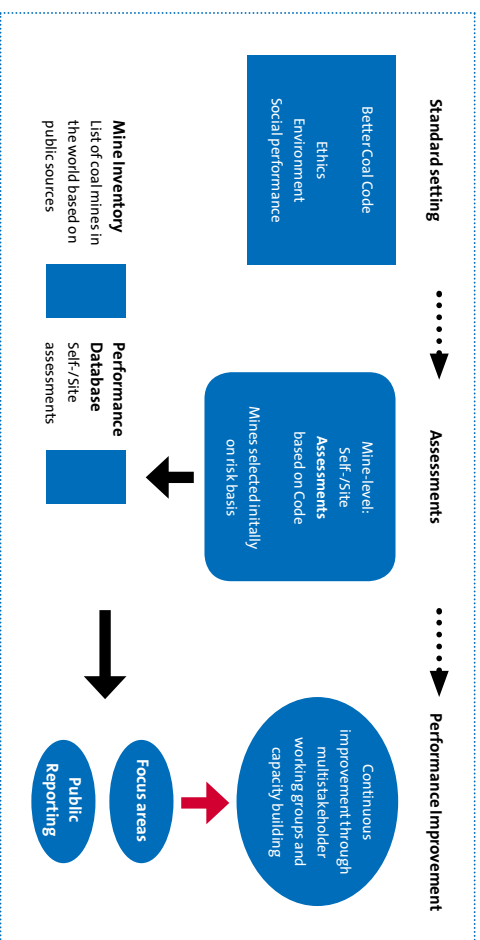 Standard setting
Assessments
Performance Improvement
BetterCoal Code
Ethics
Environment
Social performance
Mine-level:
Self-/Site
Assessments
based on Code
Mines selected initally
on risk basis
Continuous
improvement through
multistakeholder
working groups and
capacity building
Mine Inventory
List of coal mines in
the world based on
public sources
Performance
Database
Self-/Site
assessments
Focus areas
Public
Reporting